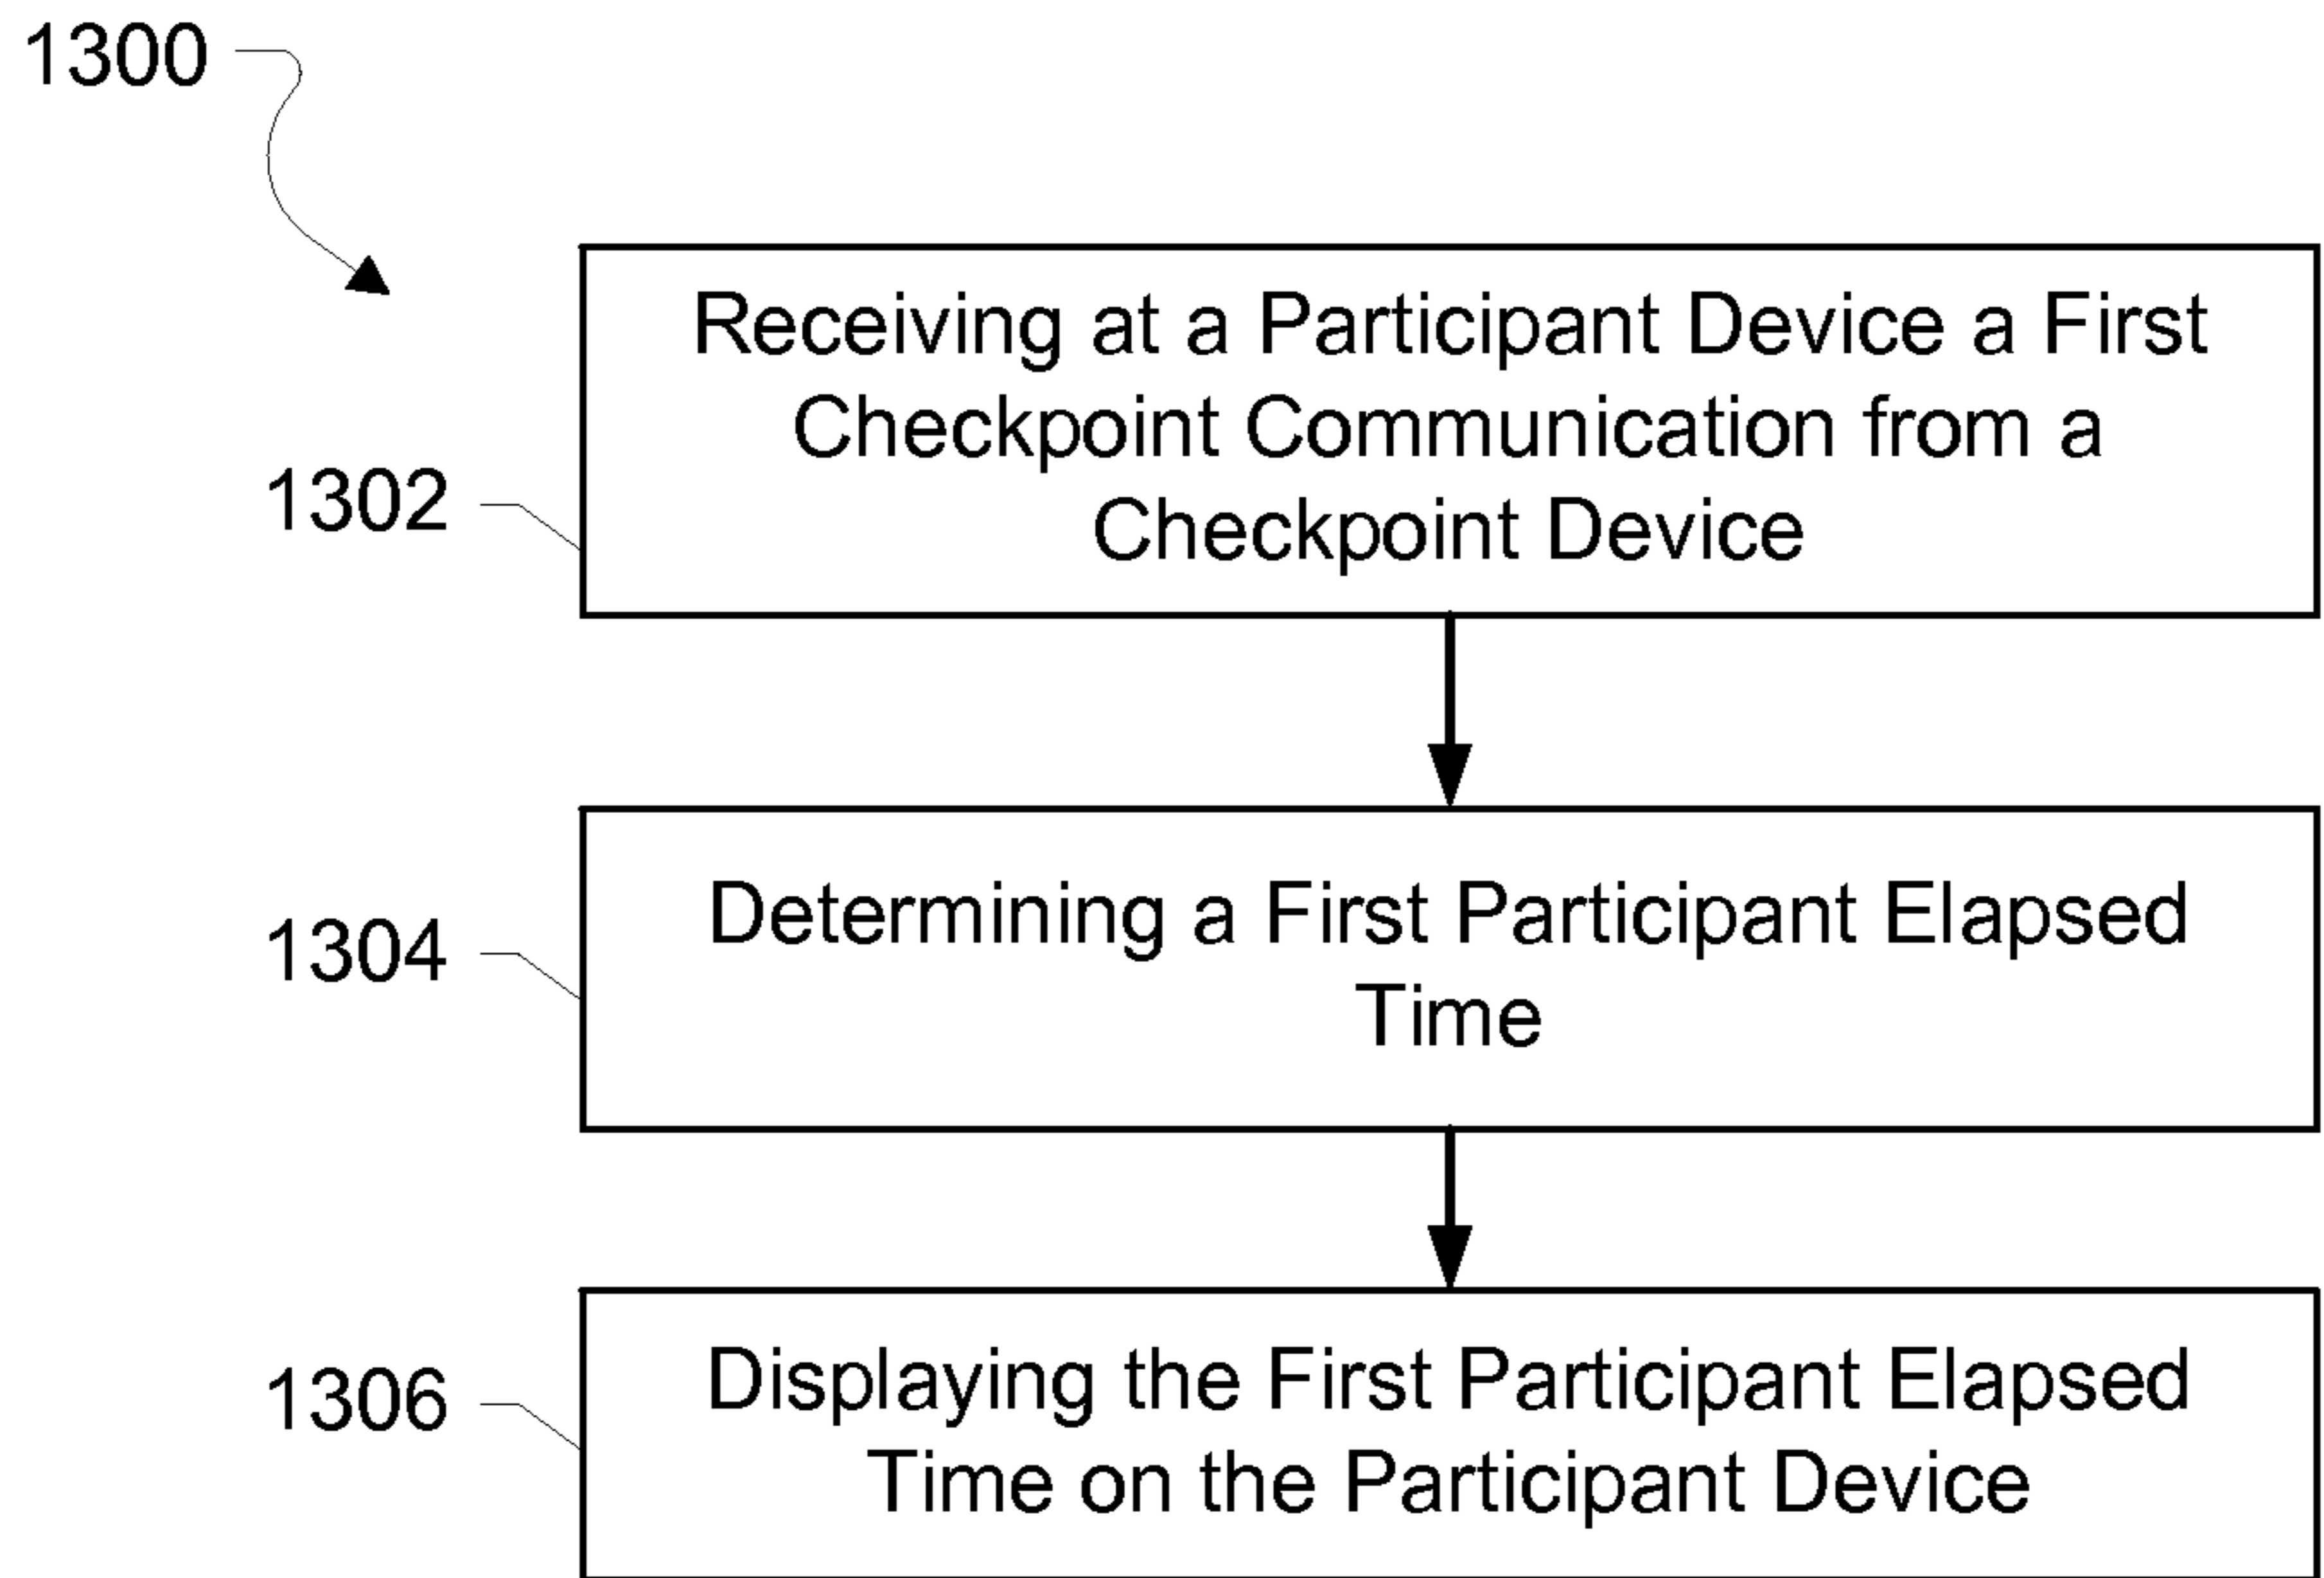 1300
Receiving at a Participant Device a First
Checkpoint Communication from a
Checkpoint Device
1302
Determining a First Participant Elapsed
Time
1304
Displaying the First Participant Elapsed
Time on the Participant Device
1306